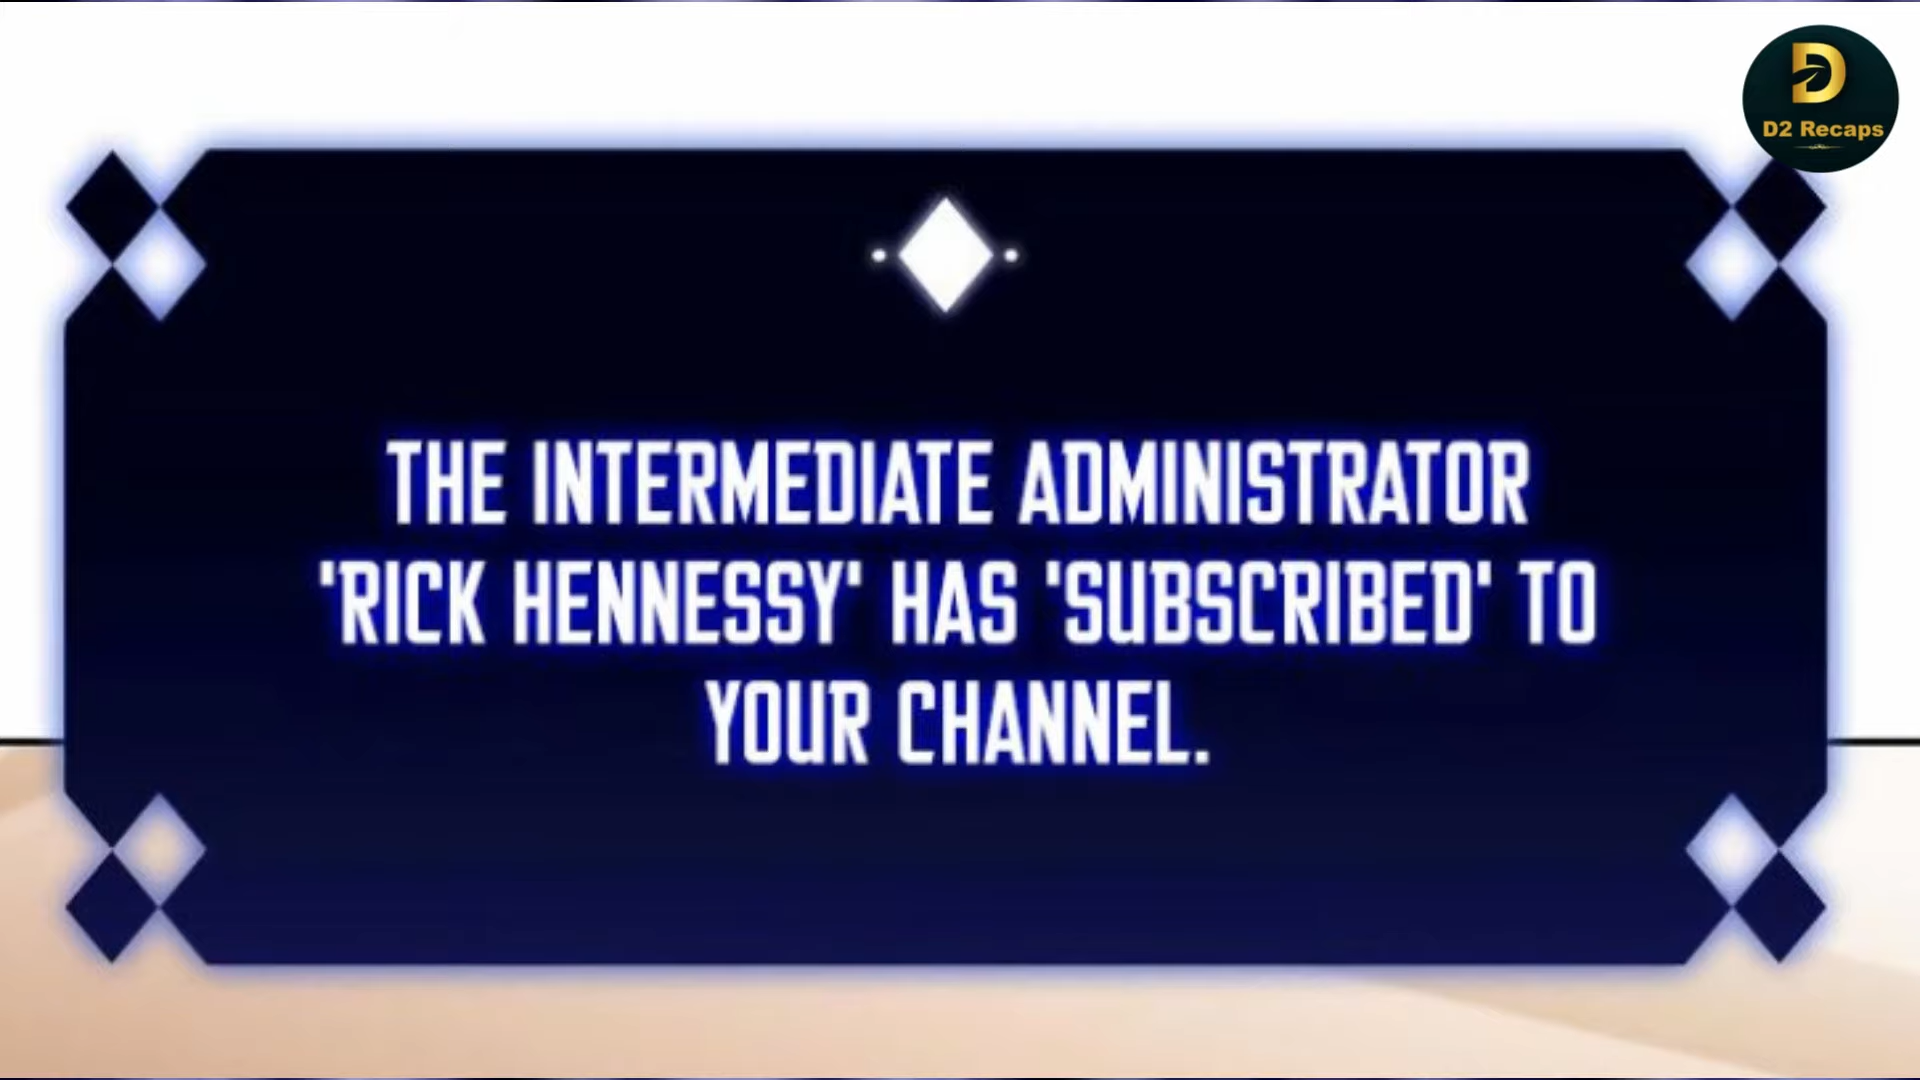 D2 Recaps
THE INTERMEDIATE ADMINISTRATOR
'RICK HENNESSY' HAS 'SUBSCRIBED' TO
YOUR CHANNEL.